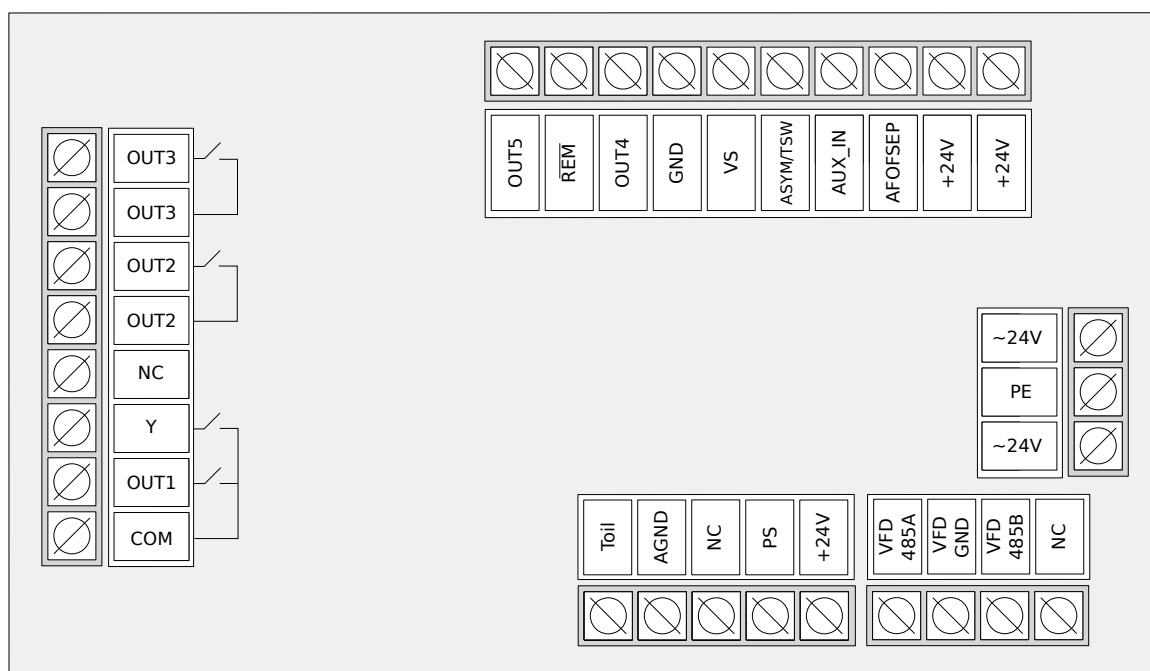 OUT5
R̅E̅M̅
OUT4
GND
VS
ASYM/TSW
AUX_IN
AFOFSEP
+24V
+24V
OUT3
OUT3
OUT2
OUT2
NC
Y
OUT1
COM
~24V
PE
~24V
Toil
AGND
NC
PS
+24V
VFD
485A
VFD
GND
VFD
485B
NC